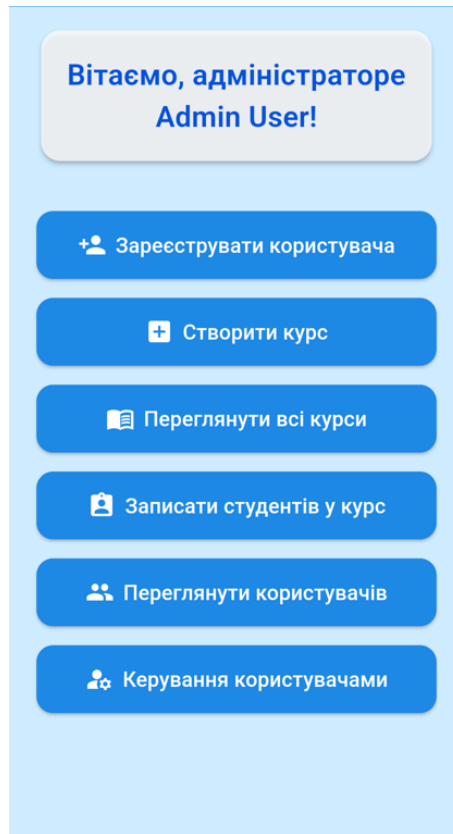 Вітаємо, адміністраторе
Admin User!
Зареєструвати користувача
Створити курс
Переглянути всі курси
Записати студентів у курс
Переглянути користувачів
Керування користувачами